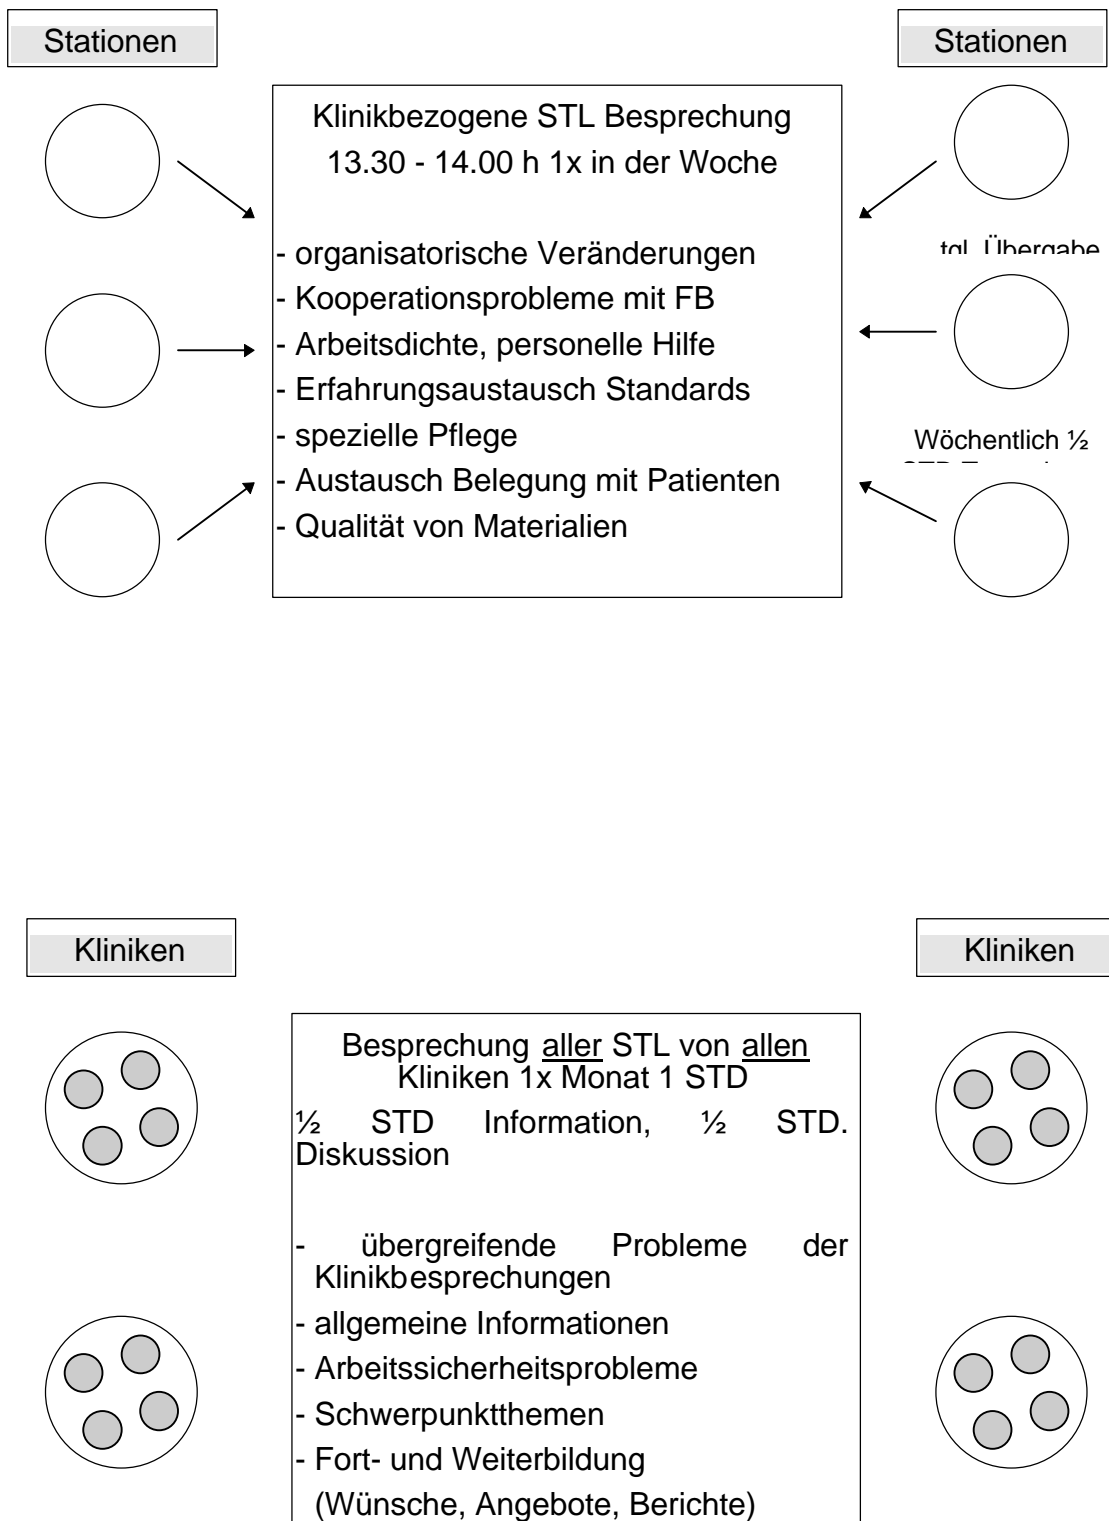 Stationen
Stationen
Klinikbezogene STL Besprechung
13.30 - 14.00 h 1x in der Woche
- organisatorische Veränderungen
- Kooperationsprobleme mit FB
- Arbeitsdichte, personelle Hilfe
- Erfahrungsaustausch Standards
- spezielle Pflege
- Austausch Belegung mit Patienten
- Qualität von Materialien
tgl. Übergabe
Wöchentlich ½
STD
Kliniken
Kliniken
Besprechung aller STL von allen
Kliniken 1x Monat 1 STD
½ STD Information, ½ STD.
Diskussion
- übergreifende Probleme der
Klinikbesprechungen
- allgemeine Informationen
- Arbeitssicherheitsprobleme
- Schwerpunktthemen
- Fort- und Weiterbildung
(Wünsche, Angebote, Berichte)